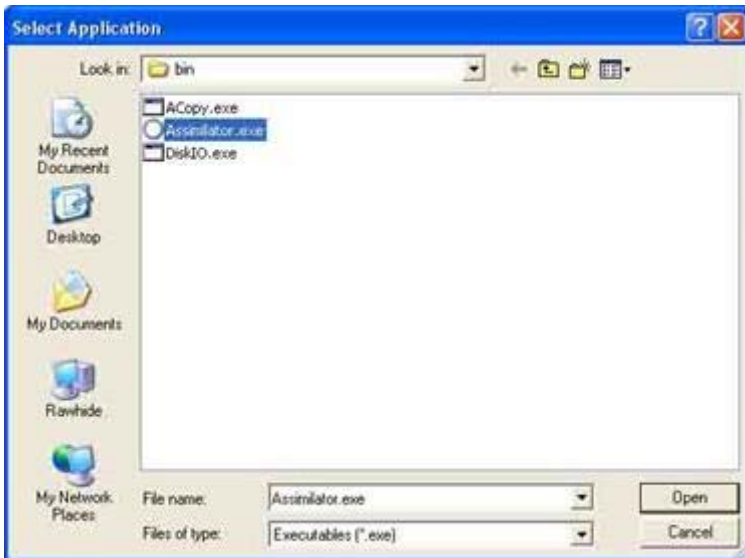 Select Application
Look in: bin
ACopy.exe
Assimilator.exe
DiskIO.exe
My Recent
Documents
Desktop
My Documents
Rawhide
My Network
Places
File name: Assimilator.exe Open
Files of type: Executables (*.exe) Cancel